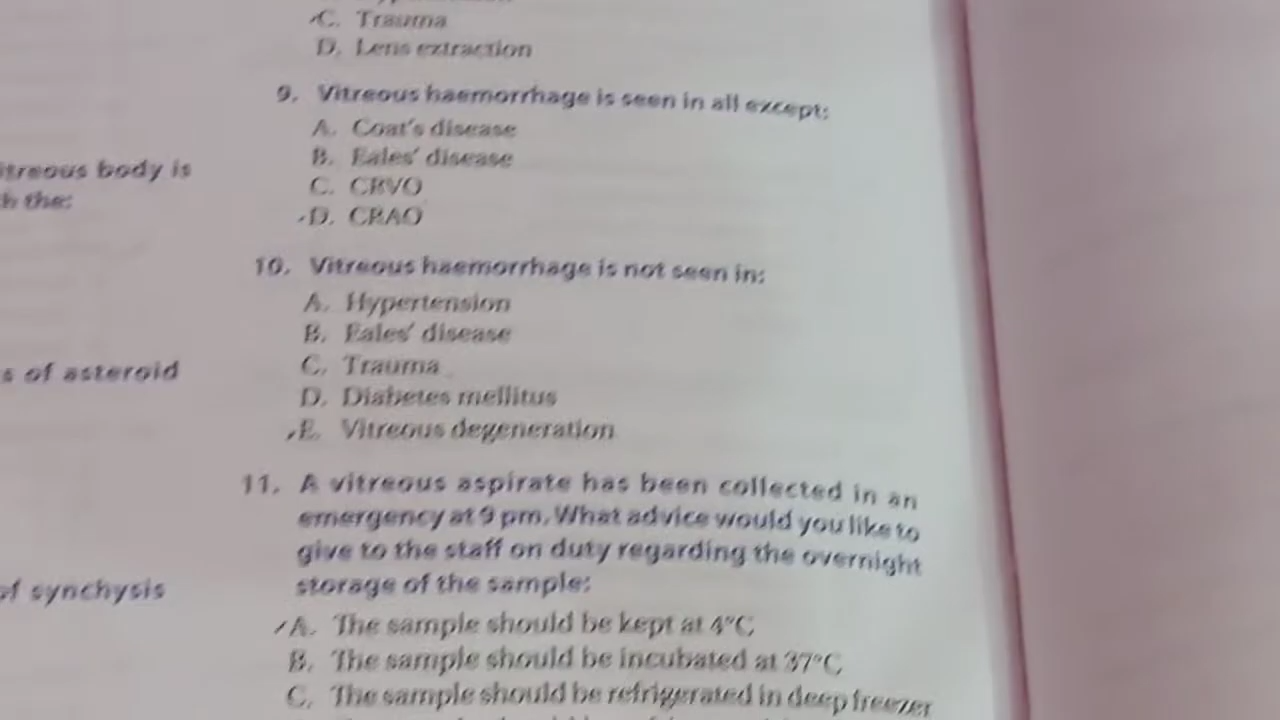 C. Trauma
D. Lens extraction
9. Vitreous haemorrhage is seen in all except:
A. Coat's disease
B. Eales' disease
C. CRVO
D. CRAO
10. Vitreous haemorrhage is not seen in:
A. Hypertension
B. Eales' disease
C. Trauma
D. Diabetes mellitus
E. Vitreous degeneration
11. A vitreous aspirate has been collected in an
emergency at 9 pm. What advice would you like to
give to the staff on duty regarding the overnight
storage of the sample:
A. The sample should be kept at 4°C
B. The sample should be incubated at 37°C
C. The sample should be refrigerated in deep freezer
body is
the:
of asteroid
of synchysis